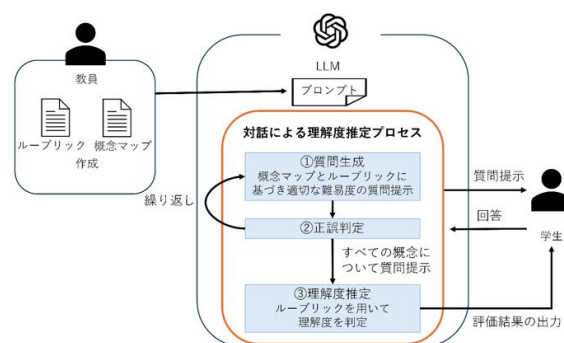 教員
ルーブリック
概念マップ
作成
LLM
プロンプト
対話による理解度推定プロセス
①質問生成
概念マップとルーブリックに
基づき適切な難易度の質問提示
繰り返し
②正誤判定
すべての概念に
ついて質問提示
③理解度推定
ルーブリックを用いて
理解度を判定
質問提示
回答
学生
評価結果の出力